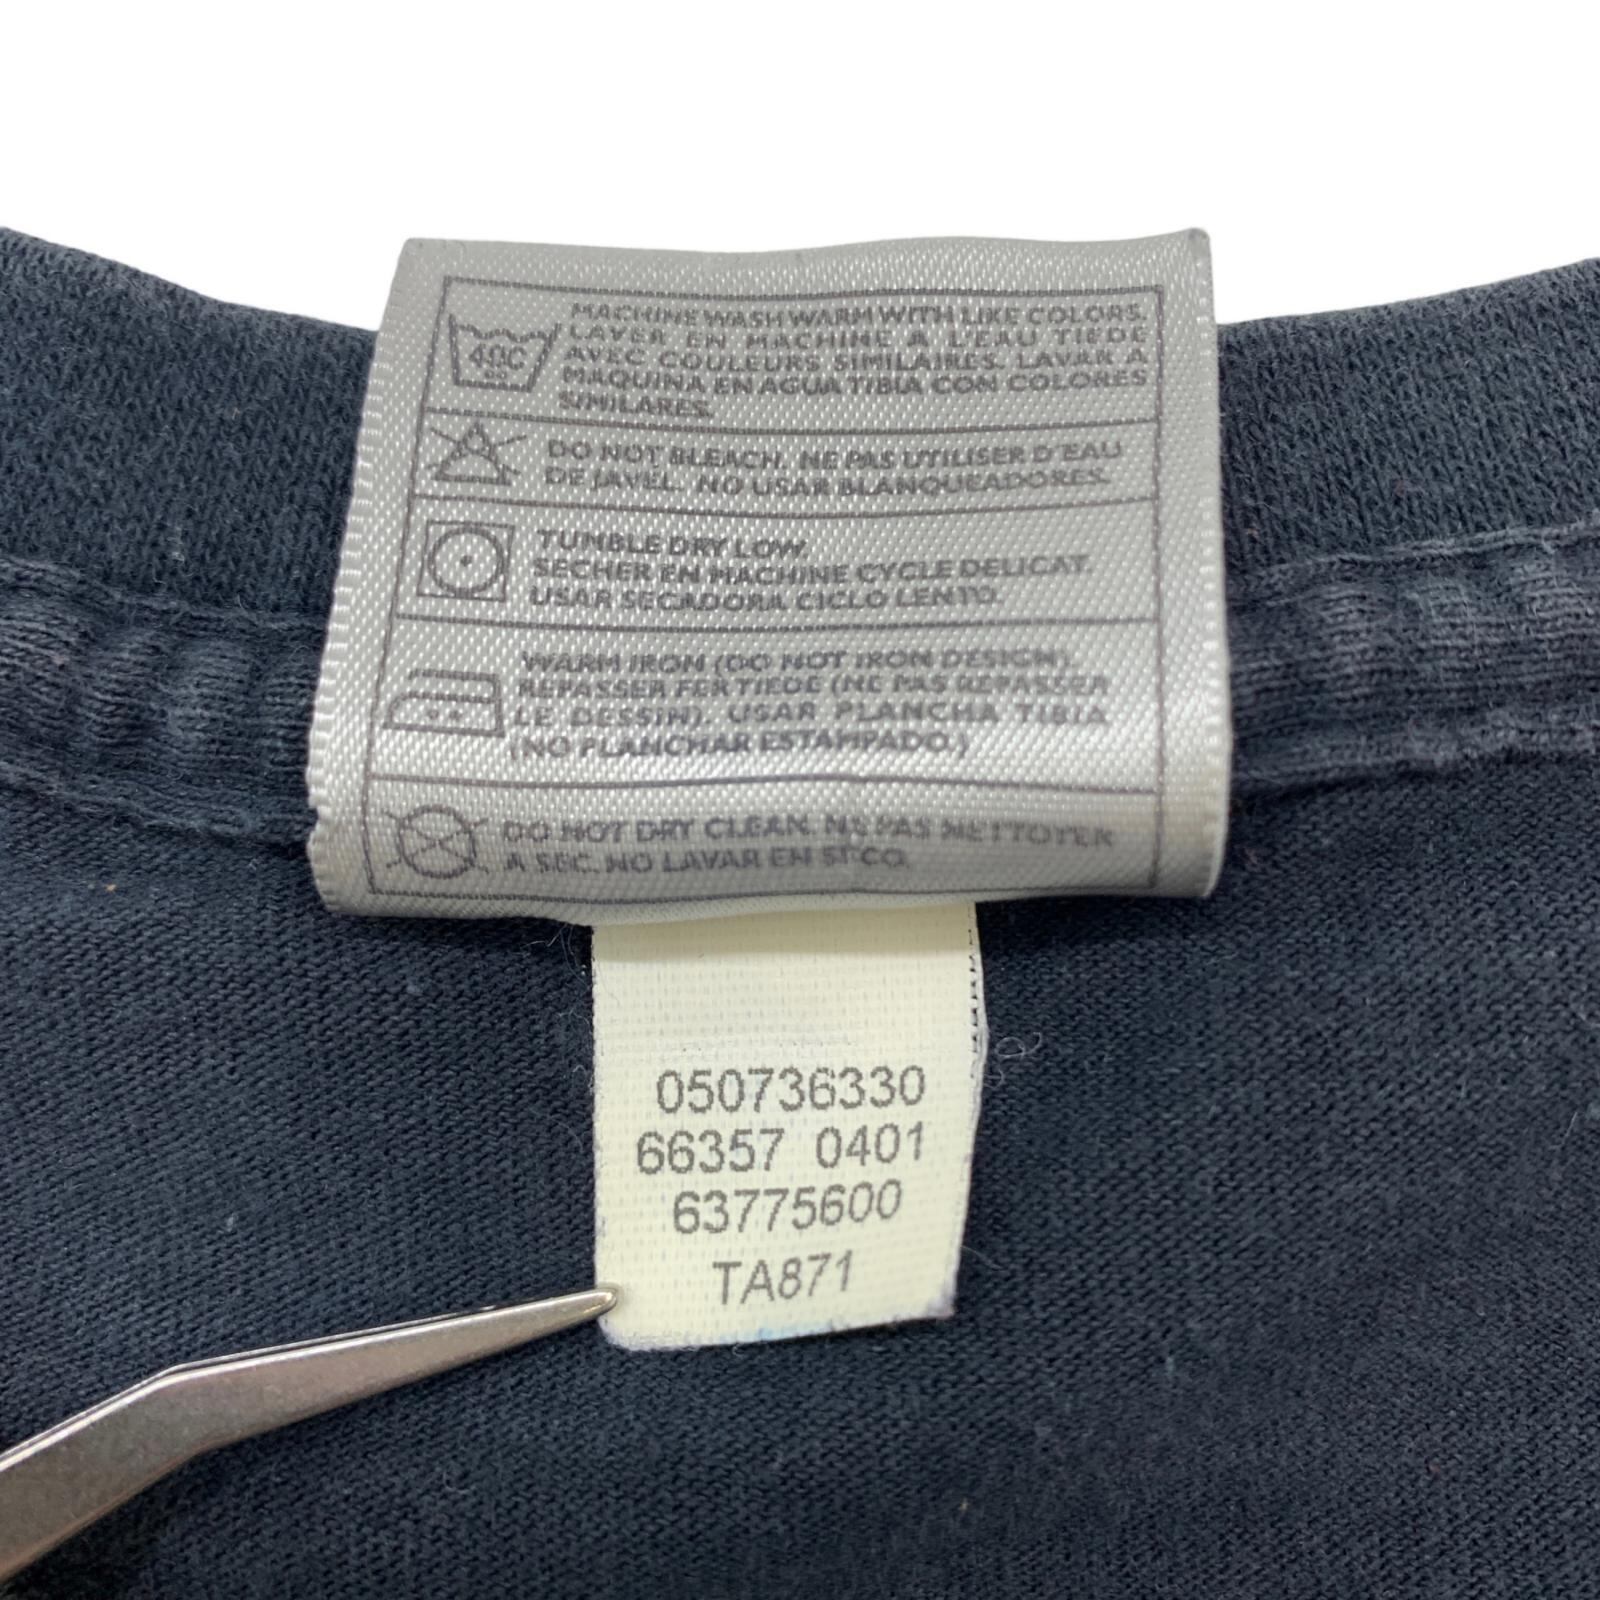 MACHINE WASH WARM WITH LIKE COLORS.
LAVER EN MACHINE A L'EAU TIEDE
AVEC COULEURS SIMILAIRES. LAVAR A
MAQUINA EN AGUA TIBIA CON COLORES
SIMILARES.
40C
DO NOT BLEACH. NE PAS UTILISER D'EAU
DE JAVEL. NO USAR BLANQUEADORES.
TUMBLE DRY LOW.
SECHER EN MACHINE CYCLE DELICAT.
USAR SECADORA CICLO LENTO.
WARM IRON (DO NOT IRON DESIGN).
REPASSER FER TIEDE (NE PAS REPASSER
LE DESSIN). USAR PLANCHA TIBIA
(NO PLANCHAR ESTAMPADO.)
DO NOT DRY CLEAN. NE PAS NETTOYER
A SEC. NO LAVAR EN SECO.
050736330
66357 0401
63775600
TA871